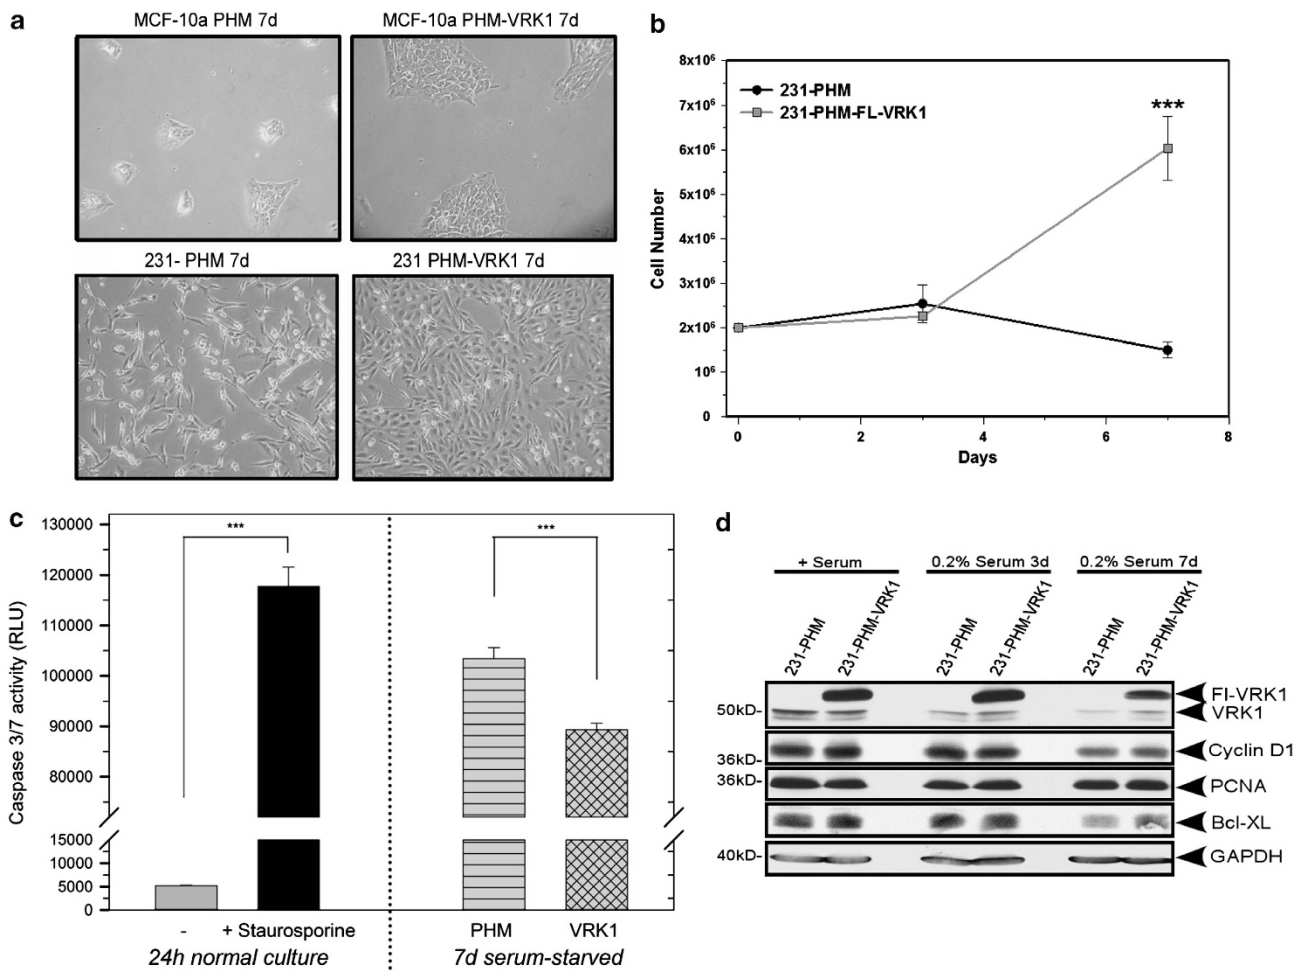 a
MCF-10a PHM 7d
MCF-10a PHM-VRK1 7d
231- PHM 7d
231 PHM-VRK1 7d
b
8x10⁶
7x10⁶
6x10⁶
5x10⁶
4x10⁶
3x10⁶
2x10⁶
10⁶
0
Cell Number
231-PHM
231-PHM-FL-VRK1
***
0 2 4 6 8
Days
c
130000
120000
110000
100000
90000
80000
15000
10000
5000
0
Caspase 3/7 activity (RLU)
***
***
- + Staurosporine PHM VRK1
24h normal culture 7d serum-starved
d
+ Serum 0.2% Serum 3d 0.2% Serum 7d
231-PHM 231-PHM-VRK1 231-PHM 231-PHM-VRK1 231-PHM 231-PHM-VRK1
Fl-VRK1
50kD- VRK1
Cyclin D1
36kD-
36kD- PCNA
Bcl-XL
40kD- GAPDH